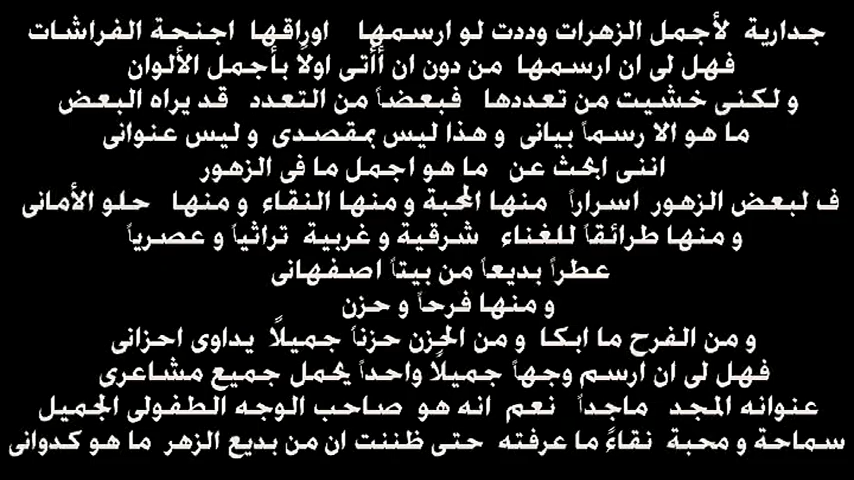 جدارية لأجمل الزهرات وددت لو ارسمها اوراقها اجنحة الفراشات
فهل لى ان ارسمها من دون ان أأتى اولاً بأجمل الألوان
و لكنى خشيت من تعددها فبعضاً من التعدد قد يراه البعض
ما هو الا رسماً بيانى و هذا ليس بمقصدى و ليس عنوانى
اننى ابحث عن ما هو اجمل ما فى الزهور
ف لبعض الزهور اسراراً منها المحبة و منها النقاء و منها حلو الأمانى
و منها طرائقاً للغناء شرقية و غربية تراثياً و عصرياً
عطراً بديعاً من بيتاً اصفهانى
و منها فرحاً و حزن
و من الفرح ما ابكا و من الحزن حزناً جميلاً يداوى احزانى
فهل لى ان ارسم وجهاً جميلاً واحداً يحمل جميع مشاعرى
عنوانه المجد ماجداً نعم انه هو صاحب الوجه الطفولى الجميل
سماحة و محبة نقاءً ما عرفته حتى ظننت ان من بديع الزهر ما هو كدوانى